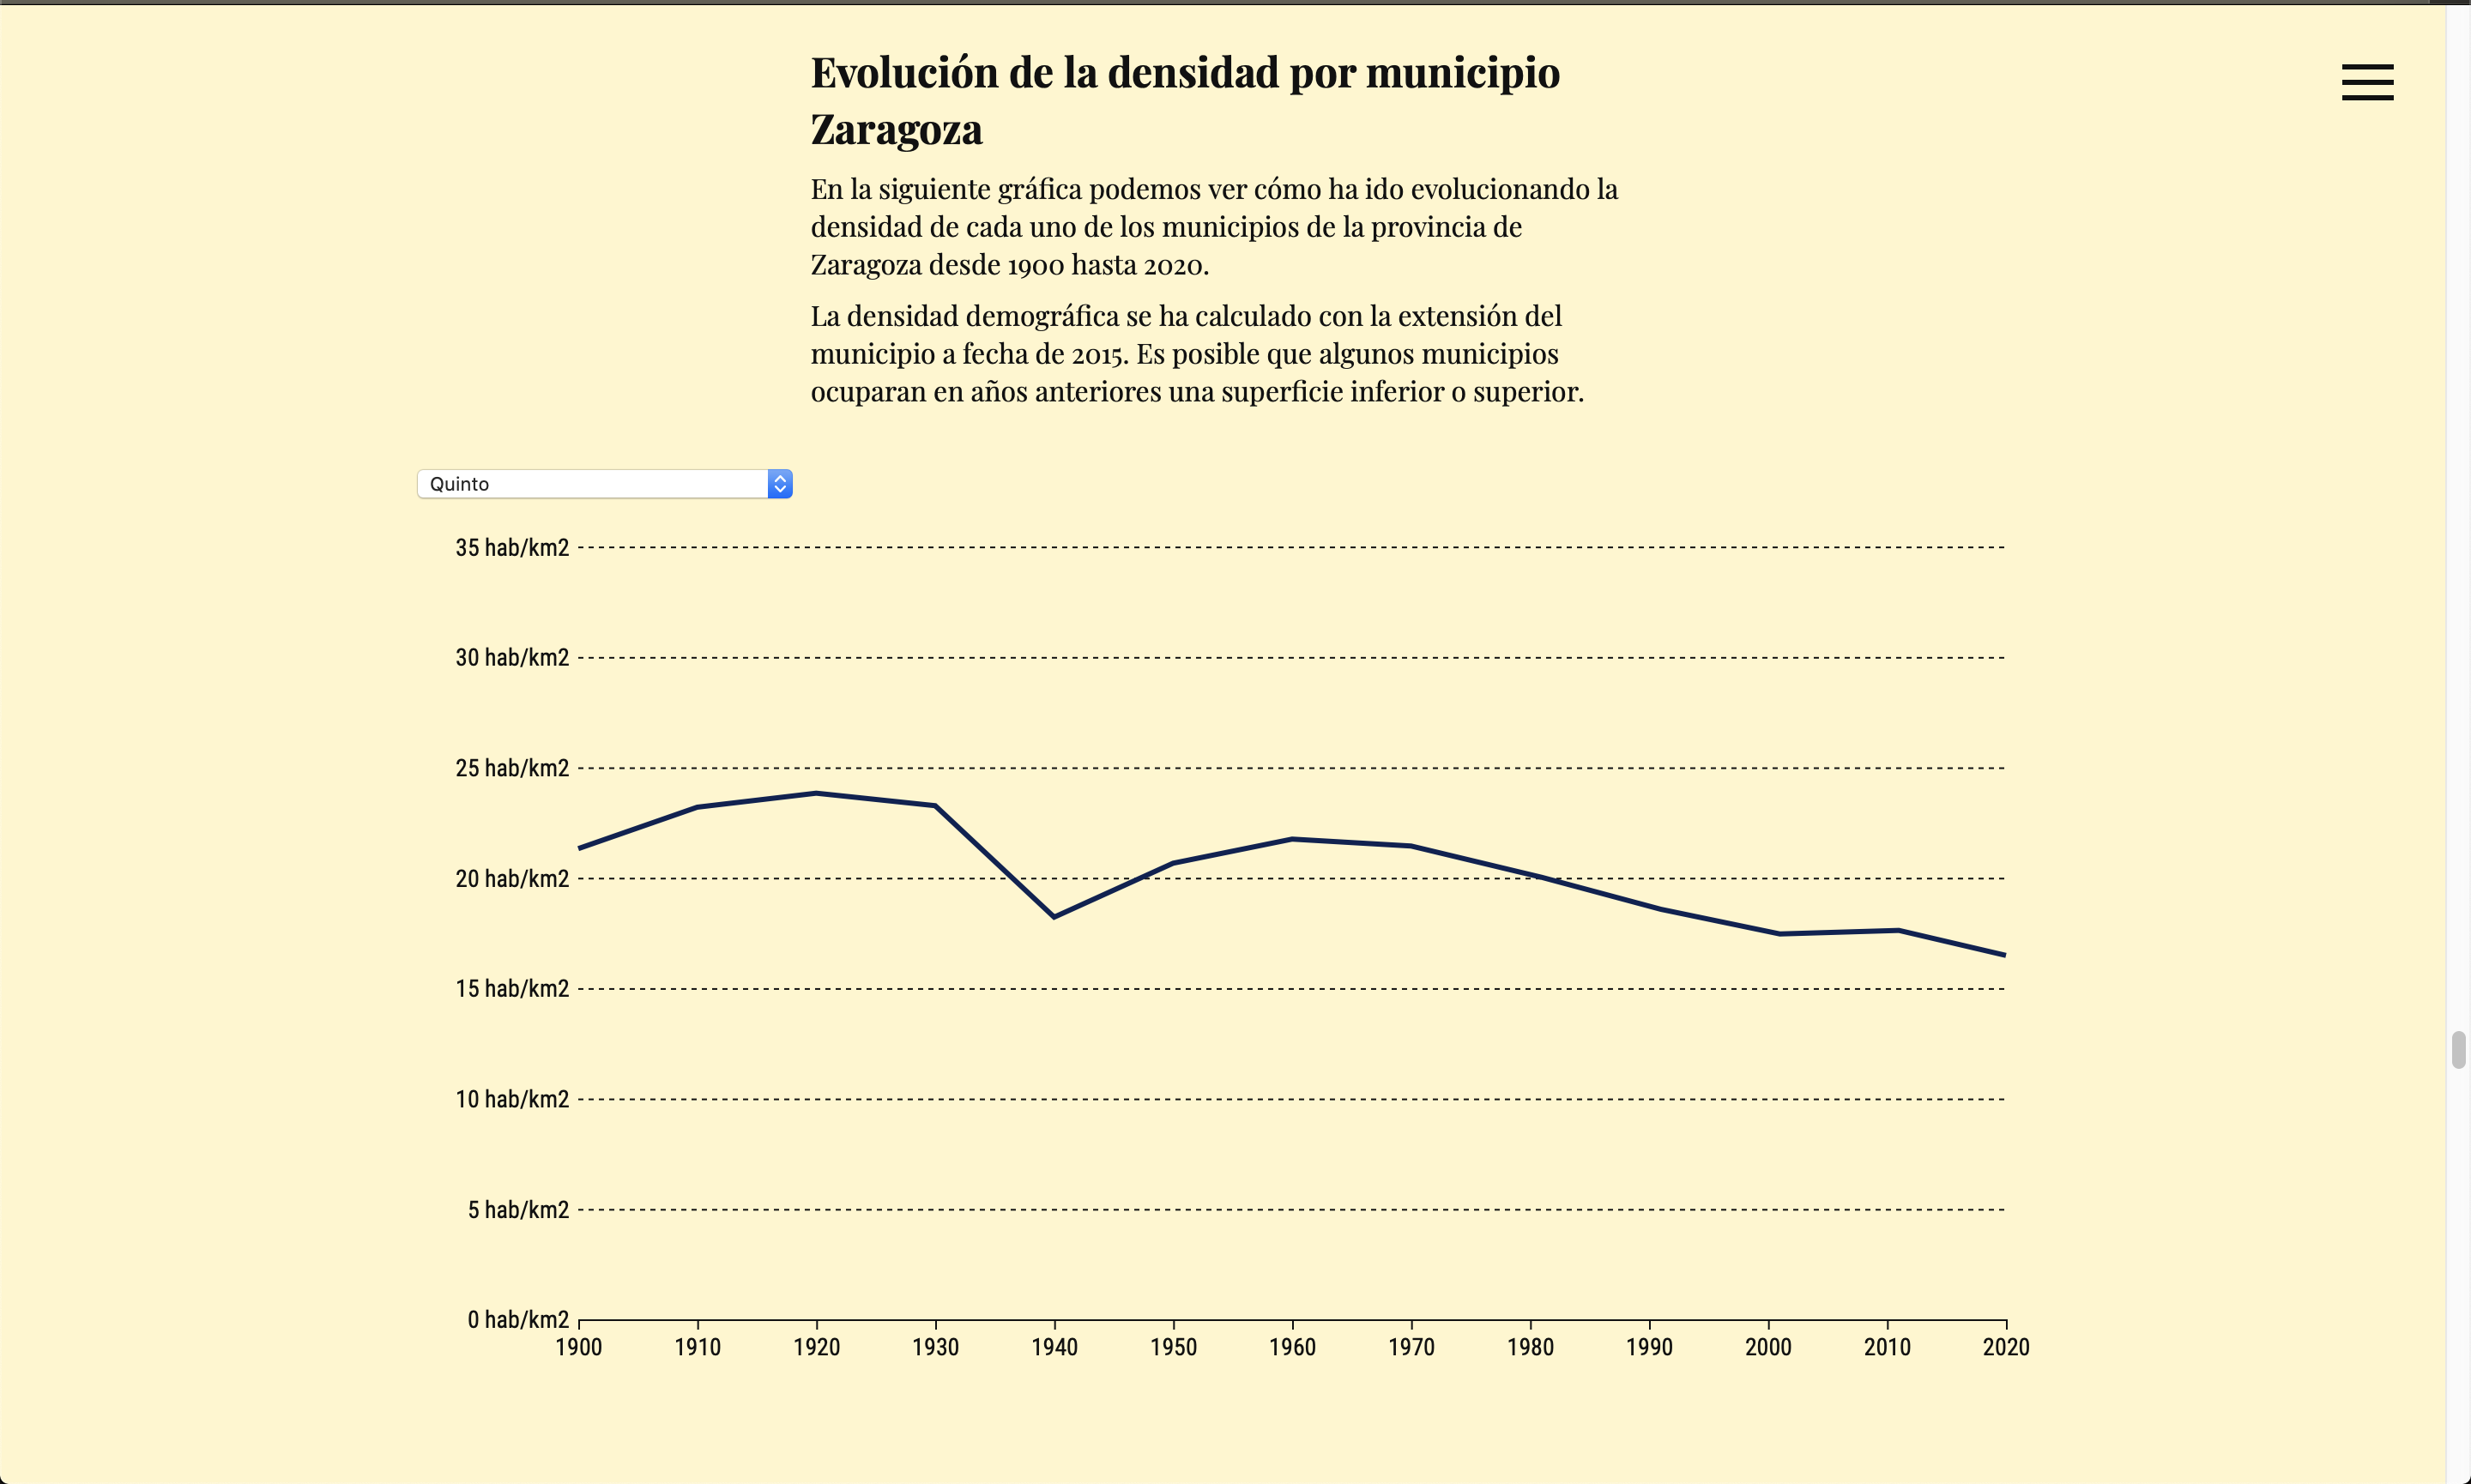 Evolución de la densidad por municipio
Zaragoza
En la siguiente gráfica podemos ver cómo ha ido evolucionando la
densidad de cada uno de los municipios de la provincia de
Zaragoza desde 1900 hasta 2020.
La densidad demográfica se ha calculado con la extensión del
municipio a fecha de 2015. Es posible que algunos municipios
ocuparan en años anteriores una superficie inferior o superior.
Quinto
35 hab/km2
30 hab/km2
25 hab/km2
20 hab/km2
15 hab/km2
10 hab/km2
5 hab/km2
0 hab/km2
1900 1910 1920 1930 1940 1950 1960 1970 1980 1990 2000 2010 2020